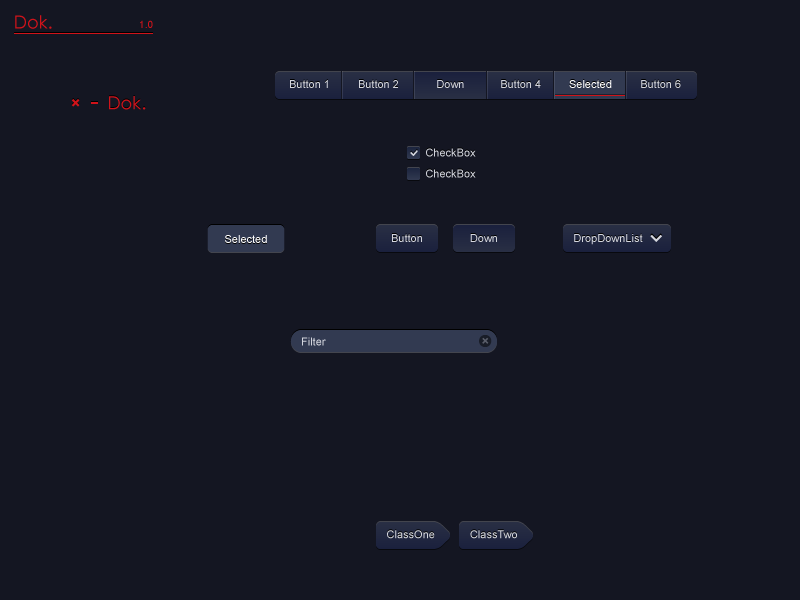 Dok. 1.0
Button 1 Button 2 Down Button 4 Selected Button 6
× - Dok.
CheckBox
CheckBox
Selected Button Down DropDownList
Filter
ClassOne ClassTwo